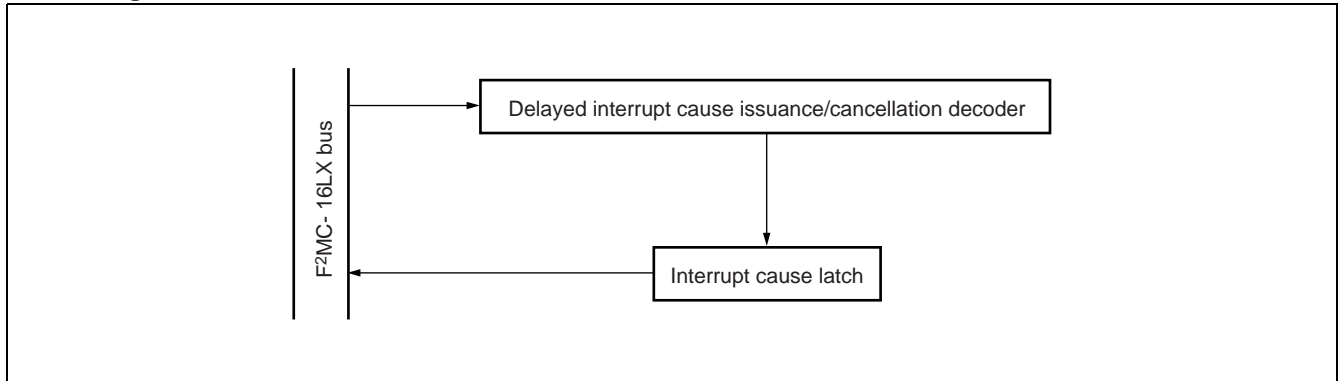 F²MC- 16LX bus
Delayed interrupt cause issuance/cancellation decoder
Interrupt cause latch